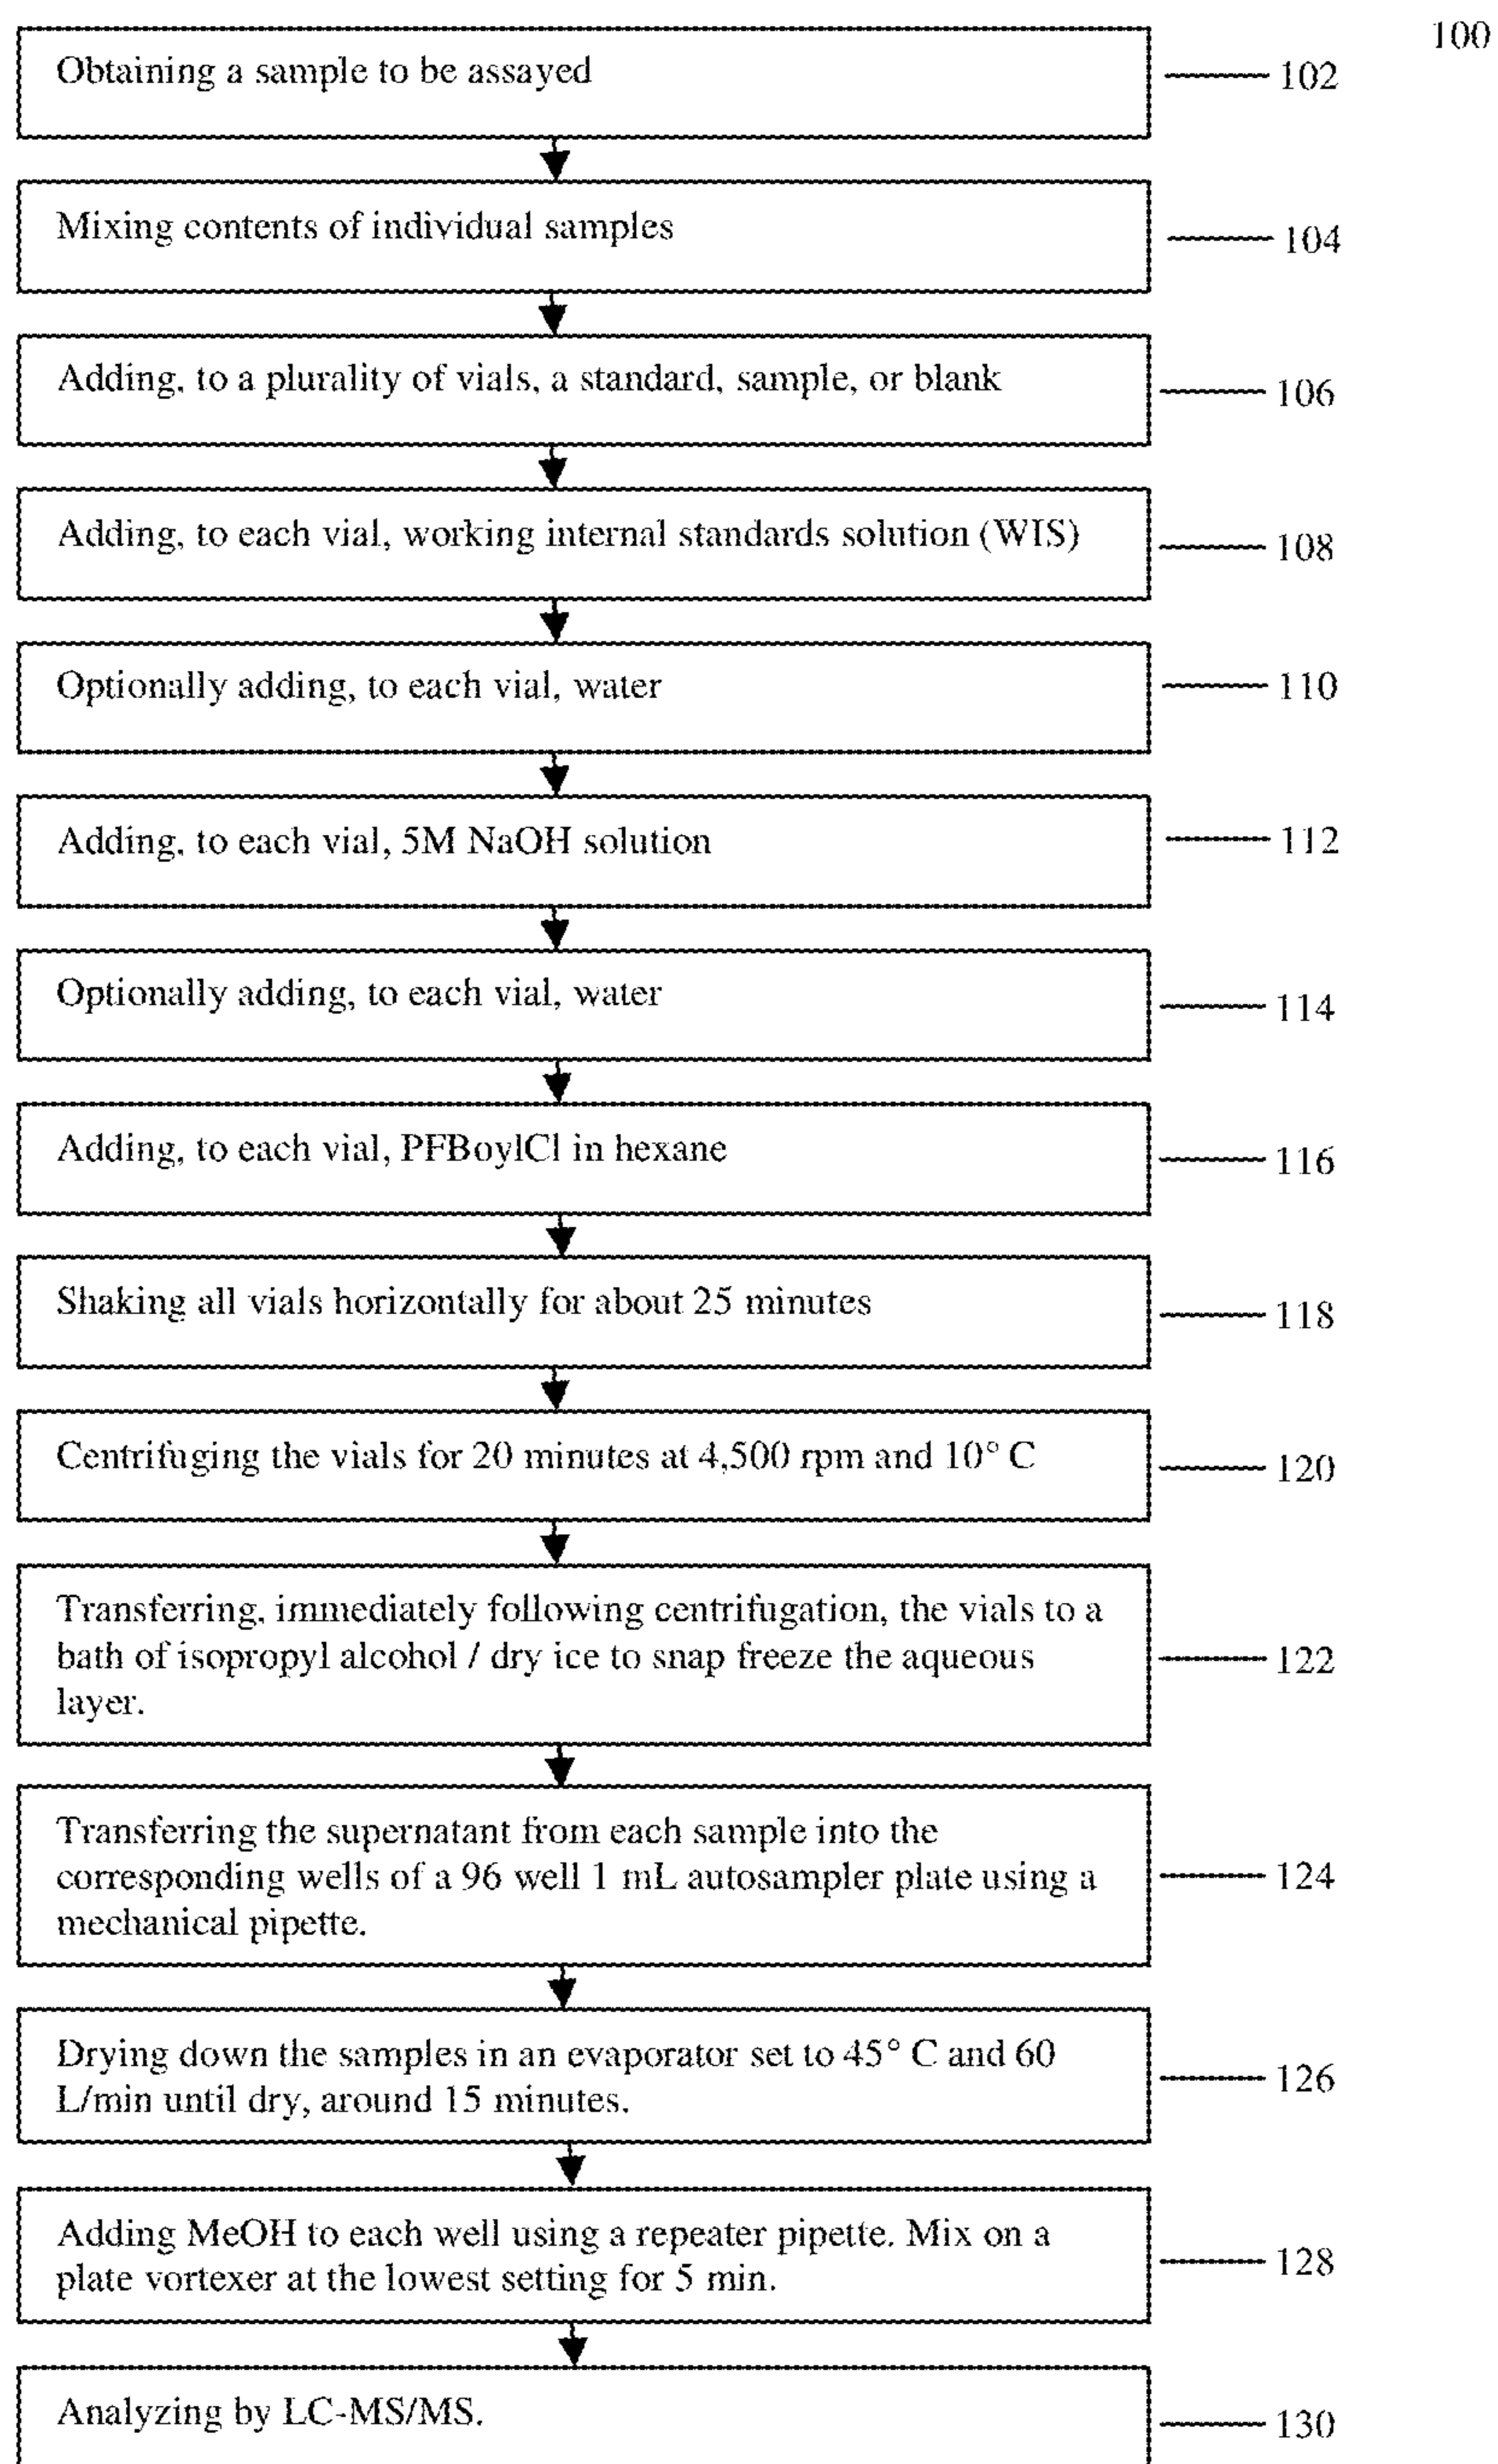 100
Obtaining a sample to be assayed
102
Mixing contents of individual samples
104
Adding, to a plurality of vials, a standard, sample, or blank
106
Adding, to each vial, working internal standards solution (WIS)
108
Optionally adding, to each vial, water
110
Adding, to each vial, 5M NaOH solution
112
Optionally adding, to each vial, water
114
Adding, to each vial, PFBoylCl in hexane
116
Shaking all vials horizontally for about 25 minutes
118
Centrifuging the vials for 20 minutes at 4,500 rpm and 10° C
120
Transferring, immediately following centrifugation, the vials to a
bath of isopropyl alcohol / dry ice to snap freeze the aqueous
layer.
122
Transferring the supernatant from each sample into the
corresponding wells of a 96 well 1 mL autosampler plate using a
mechanical pipette.
124
Drying down the samples in an evaporator set to 45° C and 60
L/min until dry, around 15 minutes.
126
Adding MeOH to each well using a repeater pipette. Mix on a
plate vortexer at the lowest setting for 5 min.
128
Analyzing by LC-MS/MS.
130